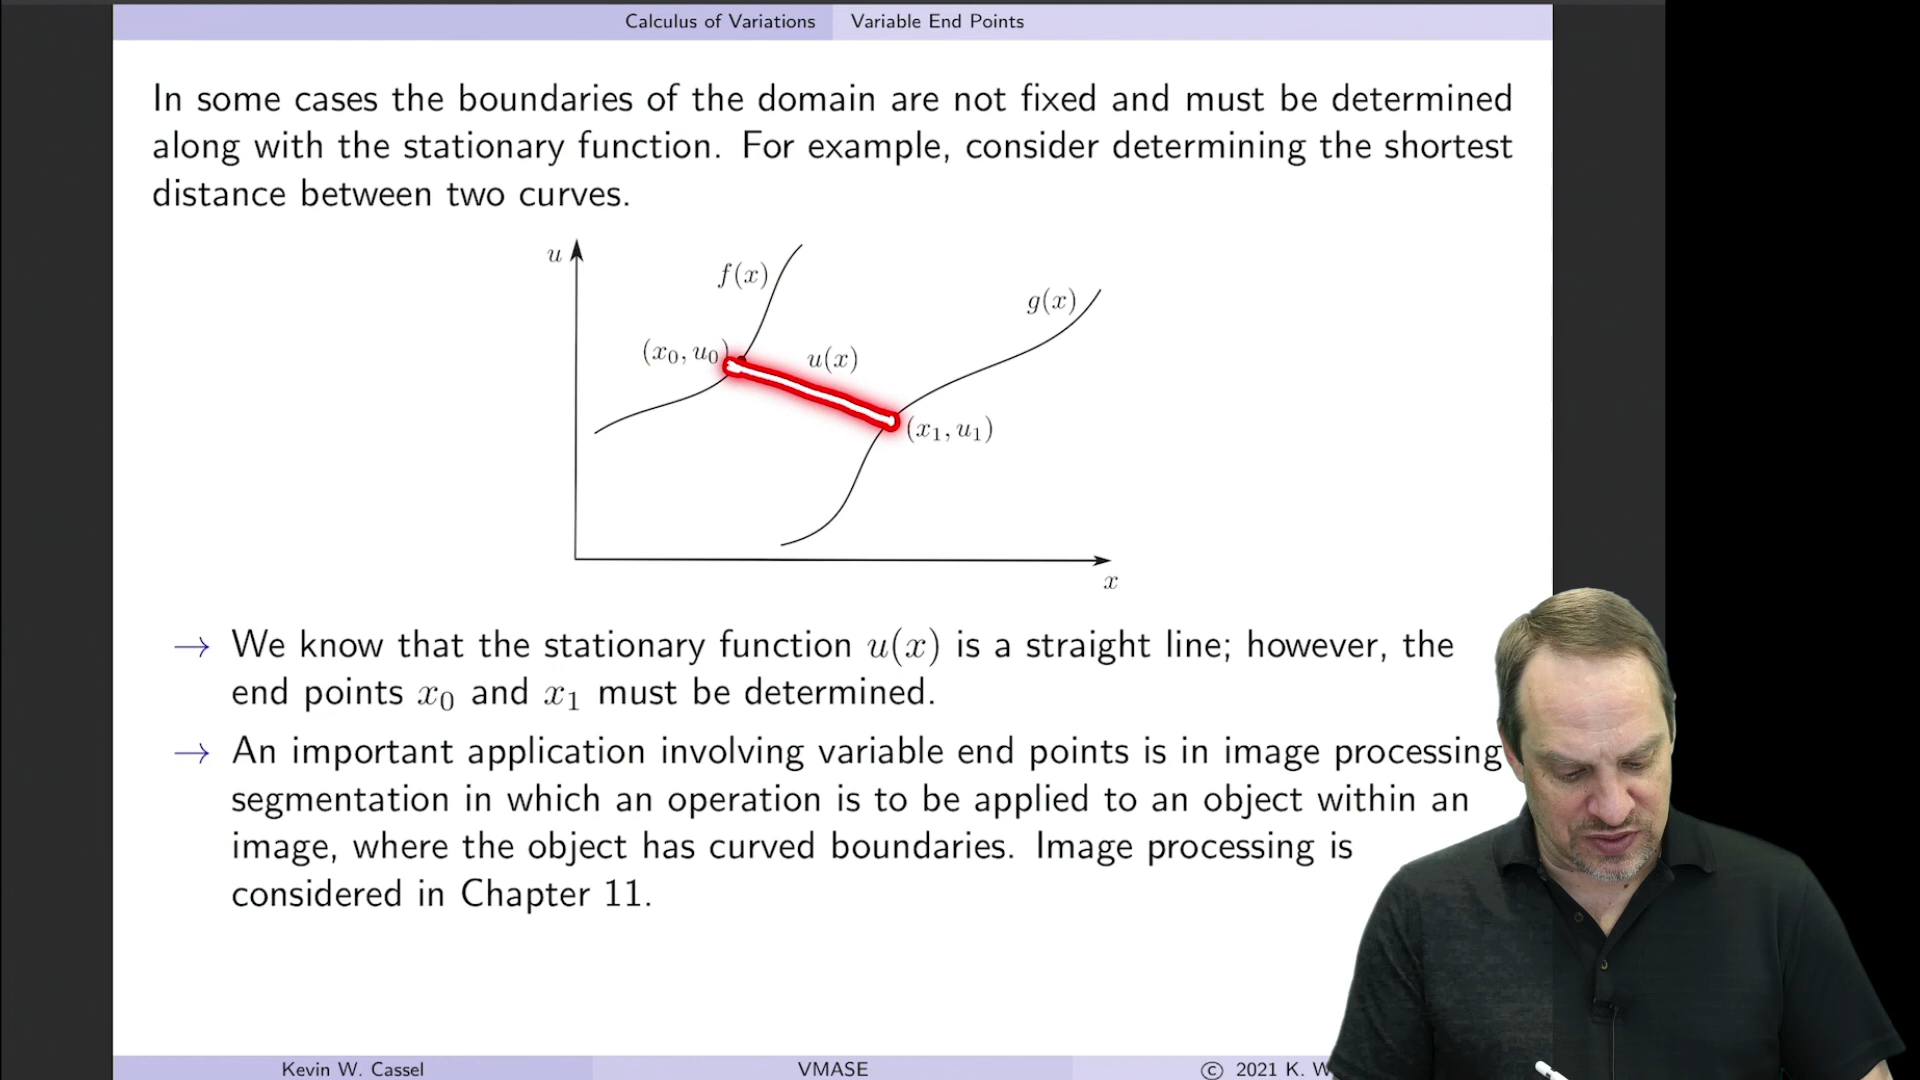 Calculus of Variations Variable End Points
In some cases the boundaries of the domain are not fixed and must be determined
along with the stationary function. For example, consider determining the shortest
distance between two curves.
u
f(x)
g(x)
(x₀, u₀)
u(x)
(x₁, u₁)
x
→ We know that the stationary function u(x) is a straight line; however, the
end points x₀ and x₁ must be determined.
→ An important application involving variable end points is in image processing
segmentation in which an operation is to be applied to an object within an
image, where the object has curved boundaries. Image processing is
considered in Chapter 11.
Kevin W. Cassel VMASE © 2021 K. W